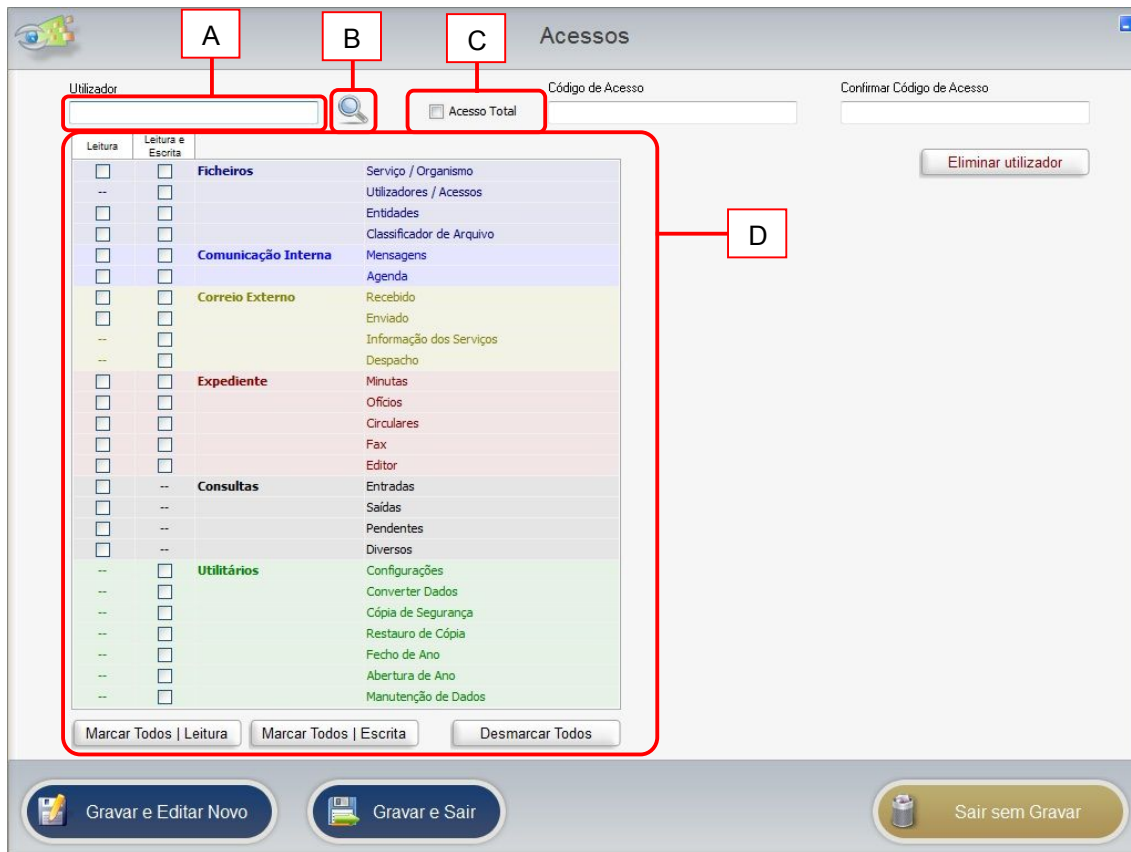 A
B
C
Acessos
Utilizador
Acesso Total
Código de Acesso
Confirmar Código de Acesso
Eliminar utilizador
Leitura
Leitura e
Escrita
Ficheiros Serviço / Organismo
-- Utilizadores / Acessos
Entidades
Classificador de Arquivo
D
Comunicação Interna Mensagens
Agenda
Correio Externo Recebido
Enviado
-- Informação dos Serviços
-- Despacho
Expediente Minutas
Ofícios
Circulares
Fax
Editor
-- Consultas Entradas
-- Saídas
-- Pendentes
-- Diversos
-- Utilitários Configurações
-- Converter Dados
-- Cópia de Segurança
-- Restauro de Cópia
-- Fecho de Ano
-- Abertura de Ano
-- Manutenção de Dados
Marcar Todos | Leitura
Marcar Todos | Escrita
Desmarcar Todos
Gravar e Editar Novo
Gravar e Sair
Sair sem Gravar